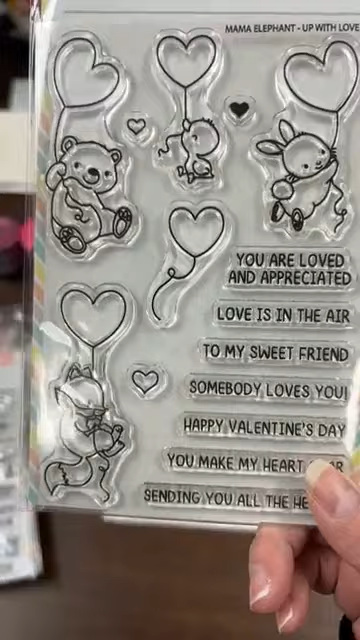 MAMA ELEPHANT - UP WITH LOVE
YOU ARE LOVED
AND APPRECIATED
LOVE IS IN THE AIR
TO MY SWEET FRIEND
SOMEBODY LOVES YOU!
HAPPY VALENTINE'S DAY
YOU MAKE MY HEART
SENDING YOU ALL THE